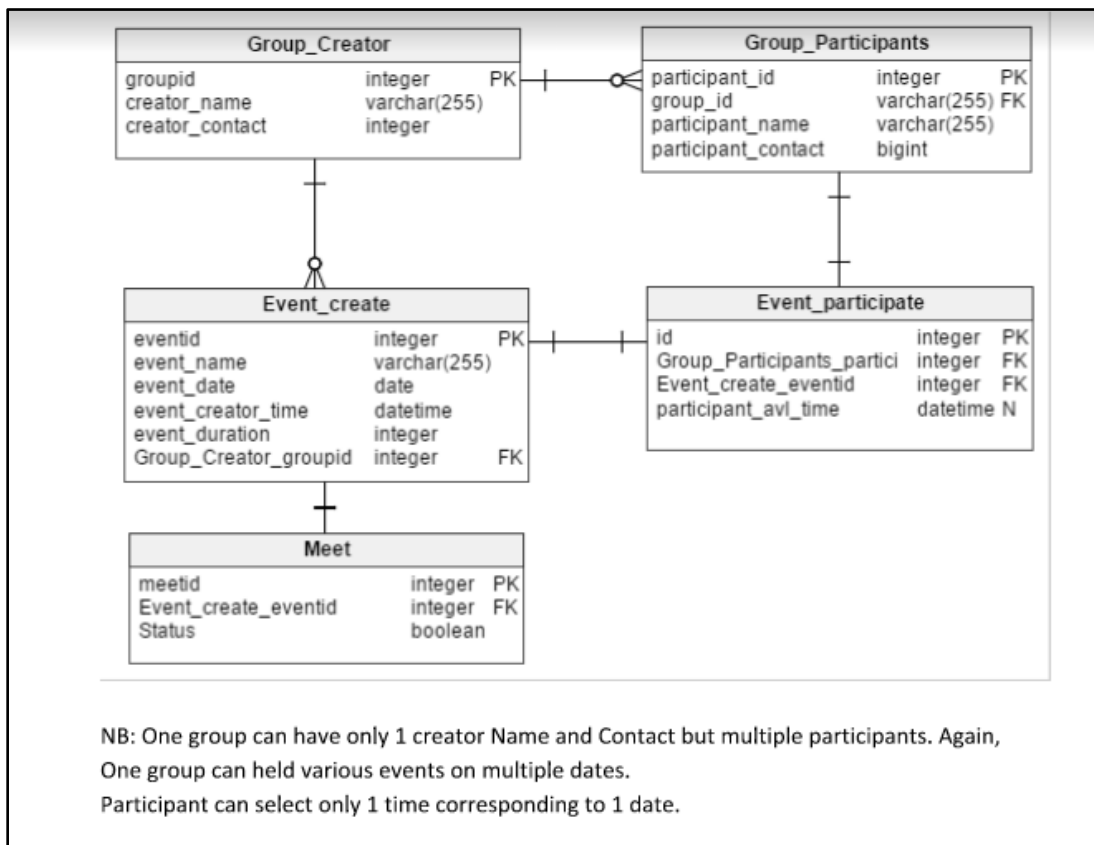 Group_Creator
groupid integer PK
creator_name varchar(255)
creator_contact integer
Group_Participants
participant_id integer PK
group_id varchar(255) FK
participant_name varchar(255)
participant_contact bigint
Event_create
eventid integer PK
event_name varchar(255)
event_date date
event_creator_time datetime
event_duration integer
Group_Creator_groupid integer FK
Event_participate
id integer PK
Group_Participants_partici integer FK
Event_create_eventid integer FK
participant_avl_time datetime N
Meet
meetid integer PK
Event_create_eventid integer FK
Status boolean
NB: One group can have only 1 creator Name and Contact but multiple participants. Again,
One group can held various events on multiple dates.
Participant can select only 1 time corresponding to 1 date.